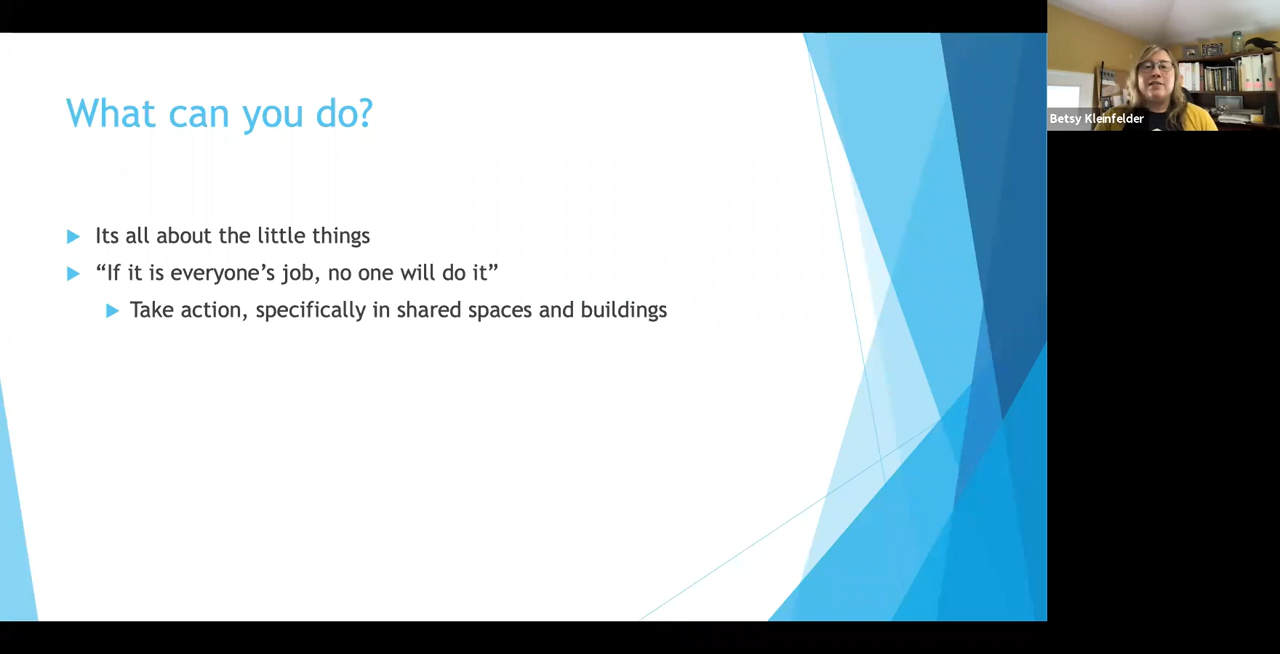 What can you do?
Its all about the little things
“If it is everyone’s job, no one will do it”
Take action, specifically in shared spaces and buildings
Betsy Kleinfelder